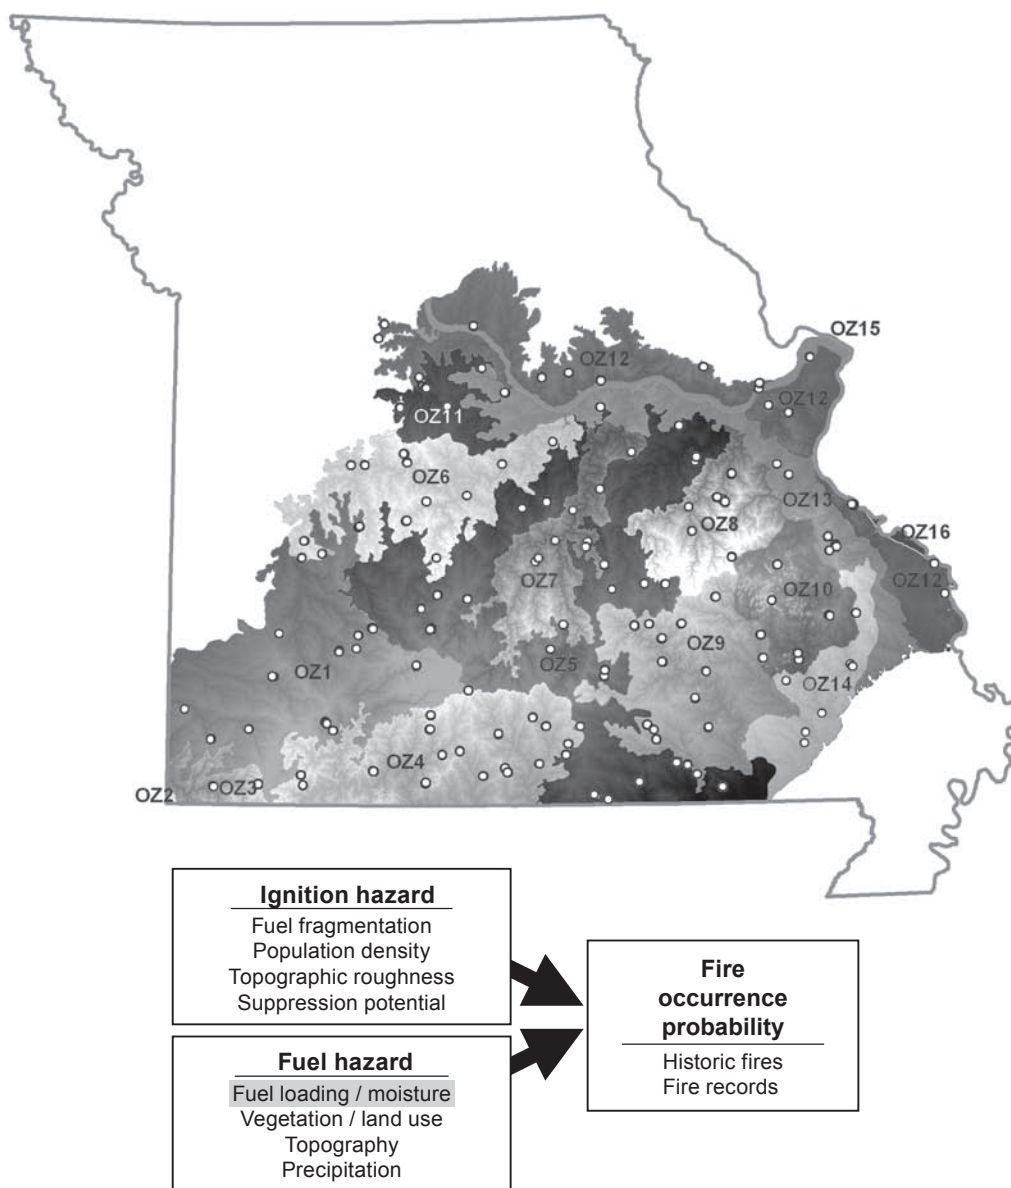 OZ15
OZ12
OZ12
OZ11
OZ6
OZ13
OZ8
OZ16
OZ7
OZ10
OZ12
OZ9
OZ1
OZ5
OZ14
OZ4
OZ3
OZ2
Ignition hazard
Fuel fragmentation
Population density
Topographic roughness
Suppression potential
Fire
occurrence
probability
Historic fires
Fire records
Fuel hazard
Fuel loading / moisture
Vegetation / land use
Topography
Precipitation